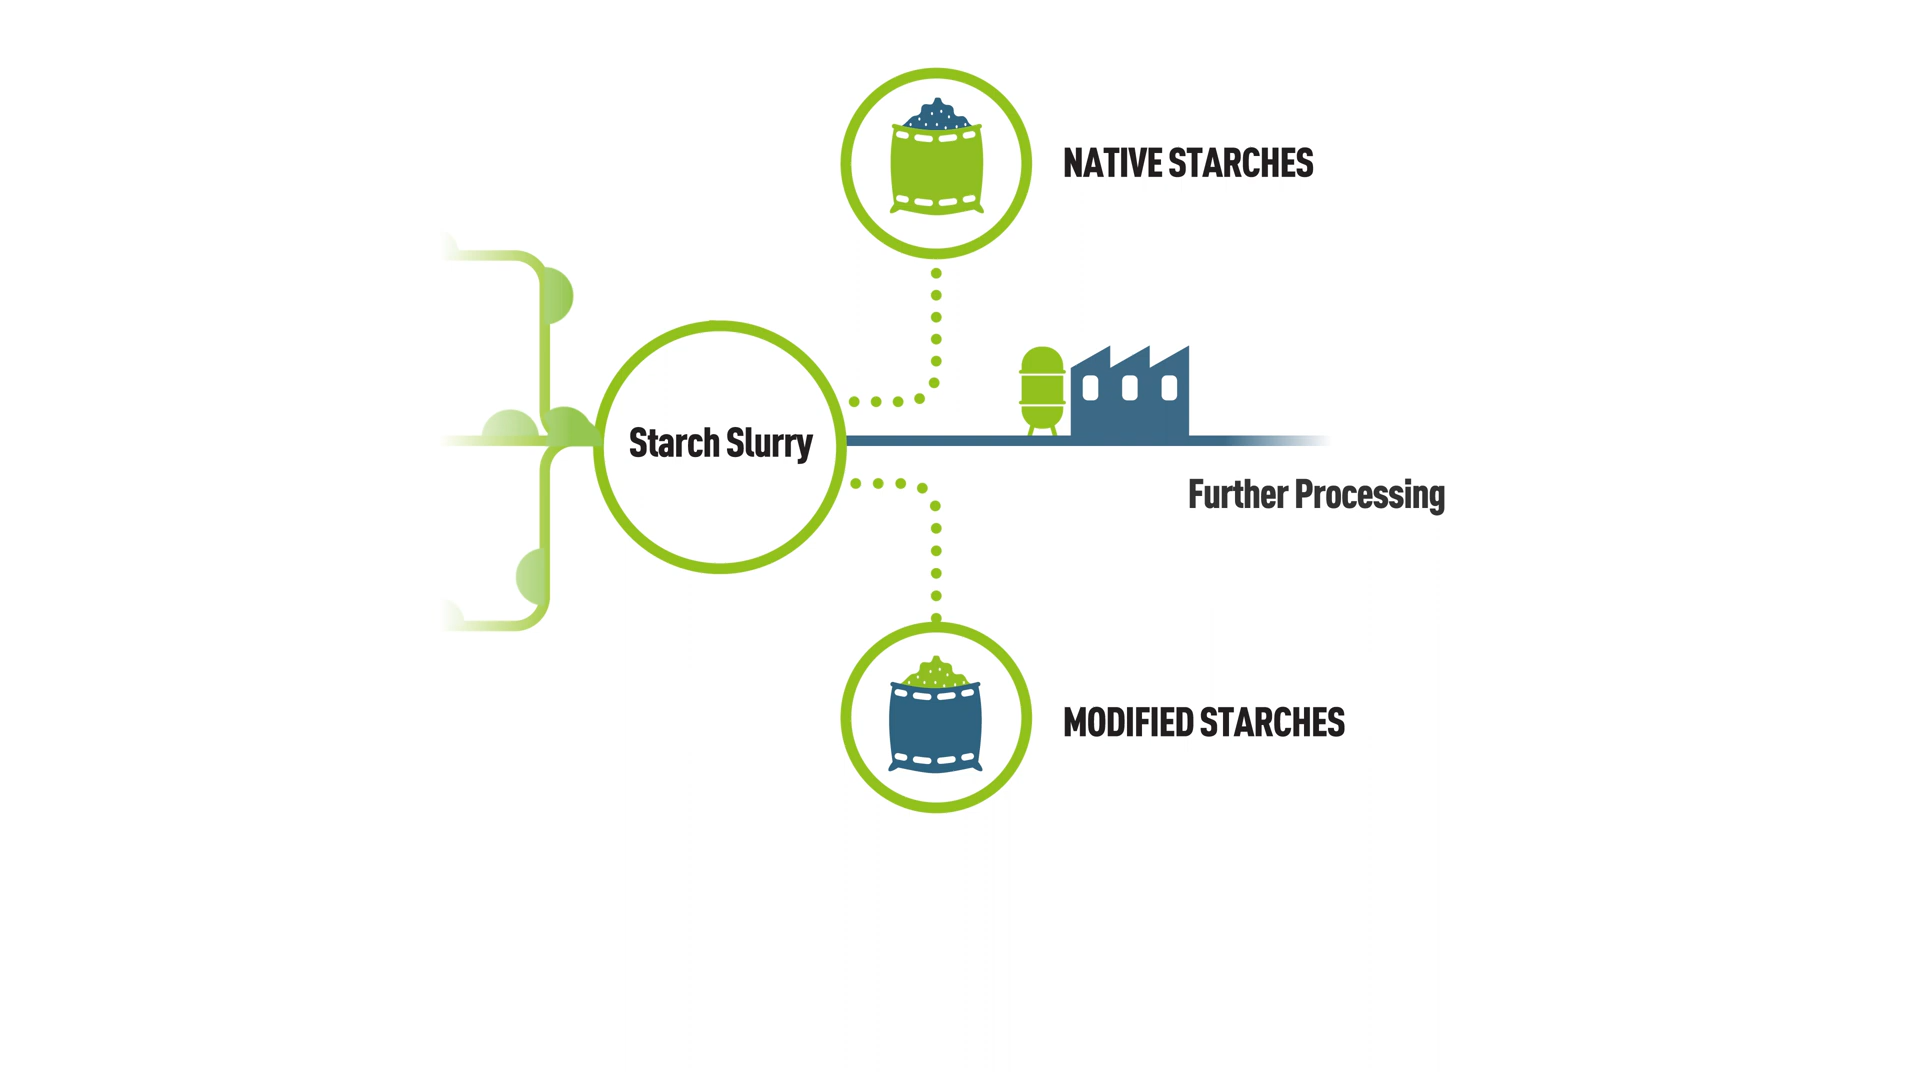 NATIVE STARCHES
Starch Slurry
Further Processing
MODIFIED STARCHES